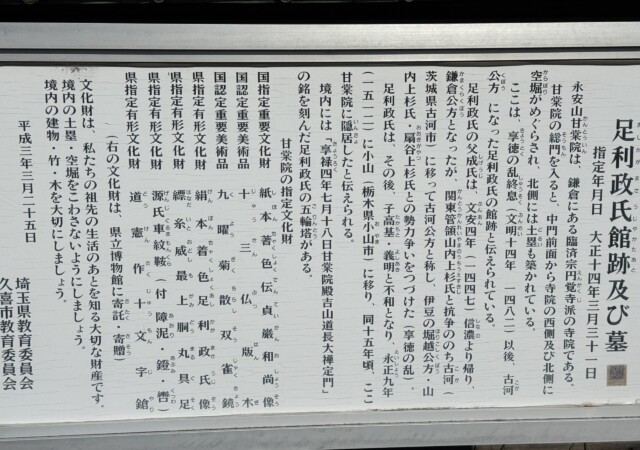 足利政氏館跡及び墓
指定年月日 大正十四年三月三十一日
永安山甘棠院は、鎌倉にある臨済宗円覚寺派の寺院である。
甘棠院の総門を入ると、中門前面から寺院の西側及び北側に
空堀がめぐらされ、北側には土塁も築かれている。
ここは、享徳の乱終息(文明十四年 一四八二)以後、古河
公方になった足利政氏の館跡と伝えられている。
足利政氏の父成氏は、文安四年(一四四七)信濃より帰り、
鎌倉公方となったが、関東管領山内上杉氏と抗争ののち古河(
茨城県古河市)に移って古河公方と称し、伊豆の堀越公方・山
内上杉氏・扇谷上杉氏との勢力争いをつづけた(享徳の乱)。
足利政氏は、その後、子高基・義明と不和となり、永正九年
(一五一二)に小山(栃木県小山市)に移り、同十五年頃、ここ
甘棠院に隠居したと伝えられる。
境内には「享禄四年七月十八日甘棠院殿吉山道長大禅定門」
の銘を刻んだ足利政氏の五輪塔がある。
甘棠院の指定文化財
国指定重要文化財 紙本著色伝貞巌和尚像
国認定重要美術品 十三仏版木
国認定重要美術品 九曜菊散双雀鏡
県指定有形文化財 絹本着色足利政氏像
県指定有形文化財 縹糸威最上胴丸具足
県指定有形文化財 源氏車紋鞍(付 障泥・鐙・轡)
県指定有形文化財 道憲作十文字鎗
(右の文化財は、県立博物館に寄託・寄贈)
文化財は、私たちの祖先の生活のあとを知る大切な財産です。
境内の土塁・空堀をこわさないようにしましょう。
境内の建物・竹・木を大切にしましょう。
平成三年三月二十五日
埼玉県教育委員会
久喜市教育委員会